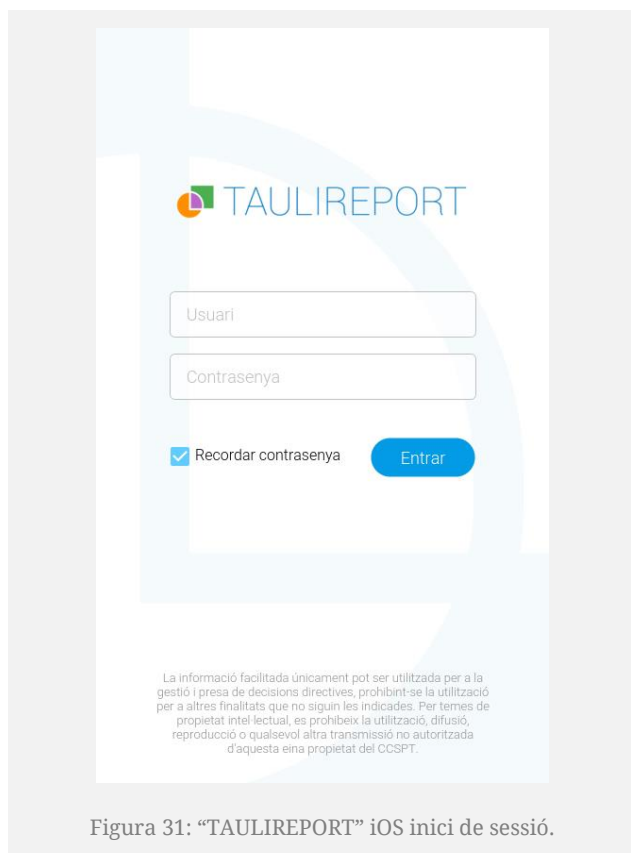 TAULIREPORT
Usuari
Contrasenya
Recordar contrasenya
Entrar
La informació facilitada únicament pot ser utilitzada per a la
gestió i presa de decisions directives, prohibint-se la utilització
per a altres finalitats que no siguin les indicades. Per temes de
propietat intel·lectual, es prohibeix la utilització, difusió,
reproducció o qualsevol altra transmissió no autoritzada
d'aquesta eina propietat del CCSPT.
Figura 31: “TAULIREPORT” iOS inici de sessió.